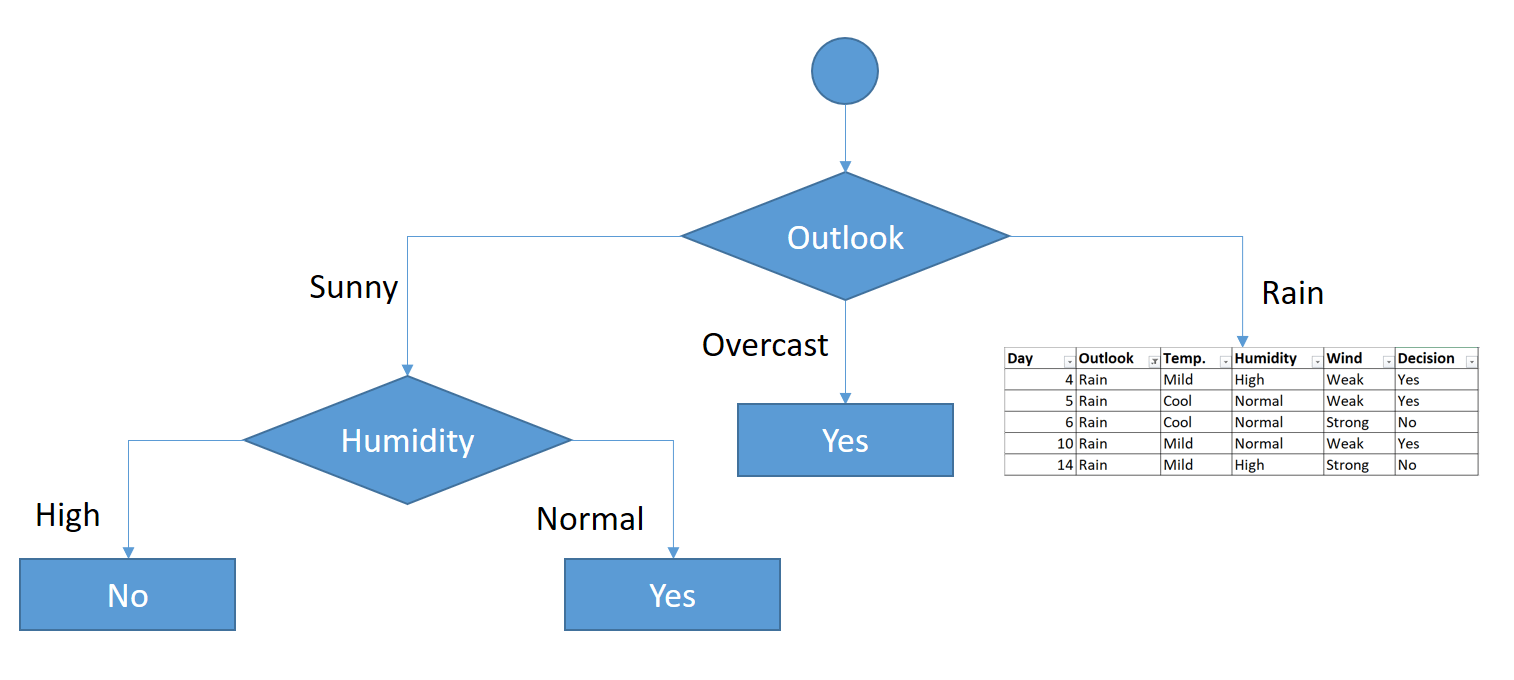 Outlook
Sunny
Rain
Overcast
Day Outlook Temp. Humidity Wind Decision
4 Rain Mild High Weak Yes
5 Rain Cool Normal Weak Yes
6 Rain Cool Normal Strong No
10 Rain Mild Normal Weak Yes
14 Rain Mild High Strong No
Humidity
Yes
High
Normal
No
Yes